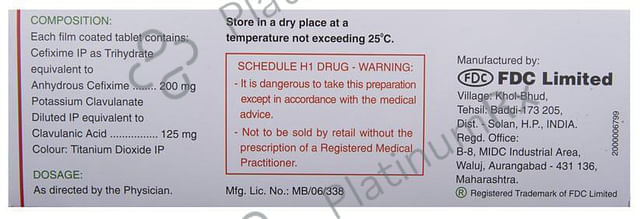 COMPOSITION:
Each film coated tablet contains:
Cefixime IP as Trihydrate
equivalent to
Anhydrous Cefixime ........ 200 mg
Potassium Clavulanate
Diluted IP equivalent to
Clavulanic Acid ................ 125 mg
Colour: Titanium Dioxide IP
DOSAGE:
As directed by the Physician.
Store in a dry place at a
temperature not exceeding 25°C.
SCHEDULE H1 DRUG - WARNING:
- It is dangerous to take this preparation
except in accordance with the medical
advice.
- Not to be sold by retail without the
prescription of a Registered Medical
Practitioner.
Mfg. Lic. No.: MB/06/338
Manufactured by:
FDC FDC Limited
Village: Khol-Bhud,
Tehsil: Baddi-173 205,
Dist. - Solan, H.P., INDIA.
Regd. Office:
B-8, MIDC Industrial Area,
Waluj, Aurangabad - 431 136,
Maharashtra.
® Registered Trademark of FDC Limited
2000006799
PlatinumRx